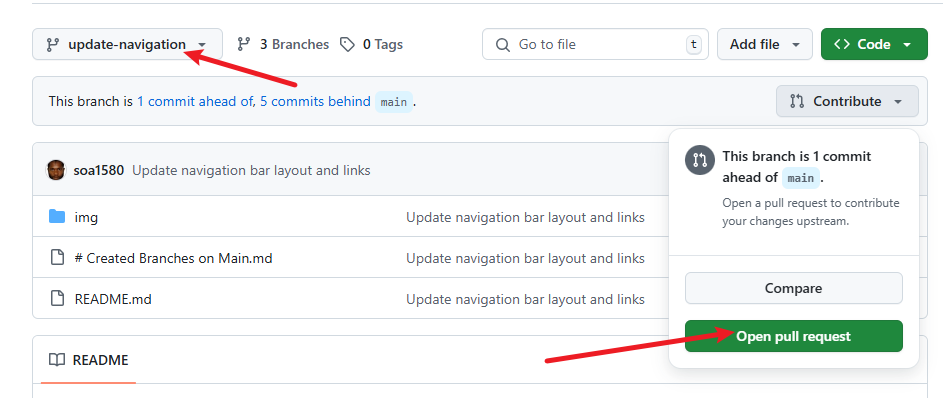 update-navigation
3 Branches
0 Tags
Go to file
t
Add file
Code
This branch is 1 commit ahead of, 5 commits behind main.
Contribute
soa1580 Update navigation bar layout and links
img Update navigation bar layout and links
# Created Branches on Main.md Update navigation bar layout and links
README.md Update navigation bar layout and links
README
This branch is 1 commit
ahead of main.
Open a pull request to contribute
your changes upstream.
Compare
Open pull request